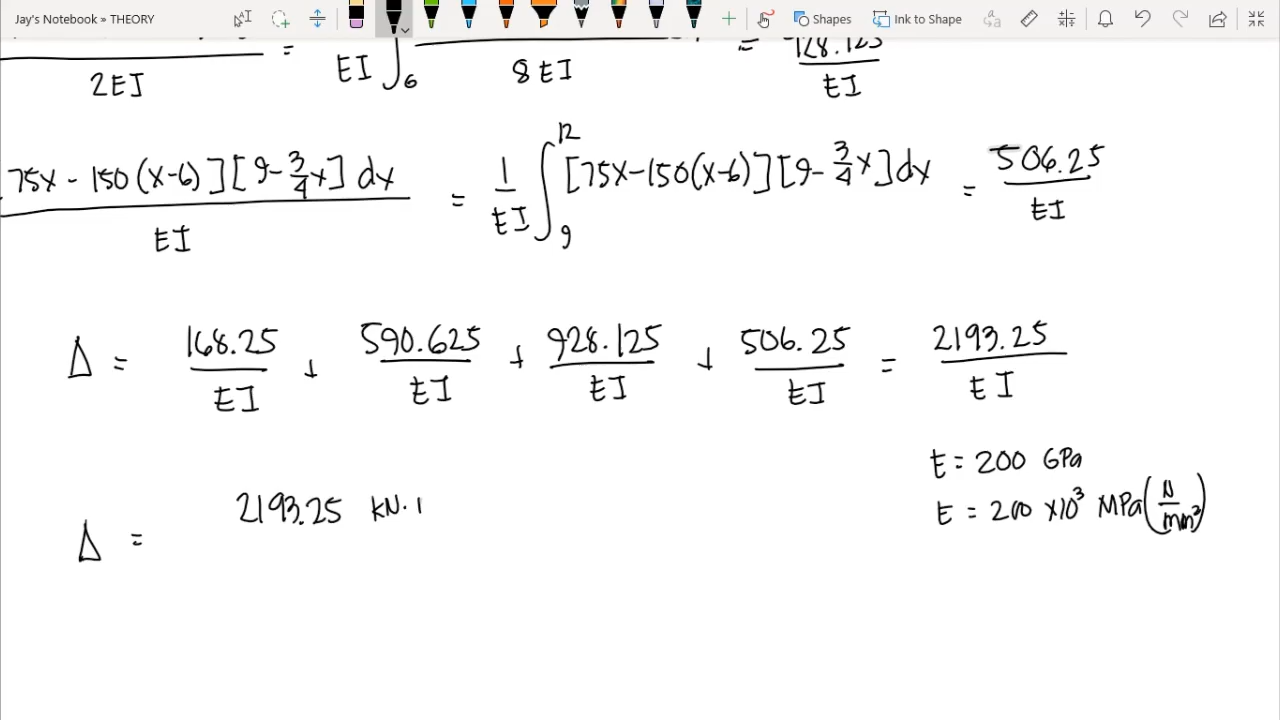 Jay's Notebook » THEORY Shapes Ink to Shape
2EI = EI ∫ 6 8EI = 128.125/EI
75x - 150(x-6)][9 - 3/4x] dx / EI = 1/EI ∫ 9 12 [75x - 150(x-6)][9 - 3/4x]dx = 506.25/EI
Δ = 168.25/EI + 590.625/EI + 928.125/EI + 506.25/EI = 2193.25/EI
E = 200 GPa
Δ = 2193.25 kN·
E = 200 x10³ MPa (N/mm²)